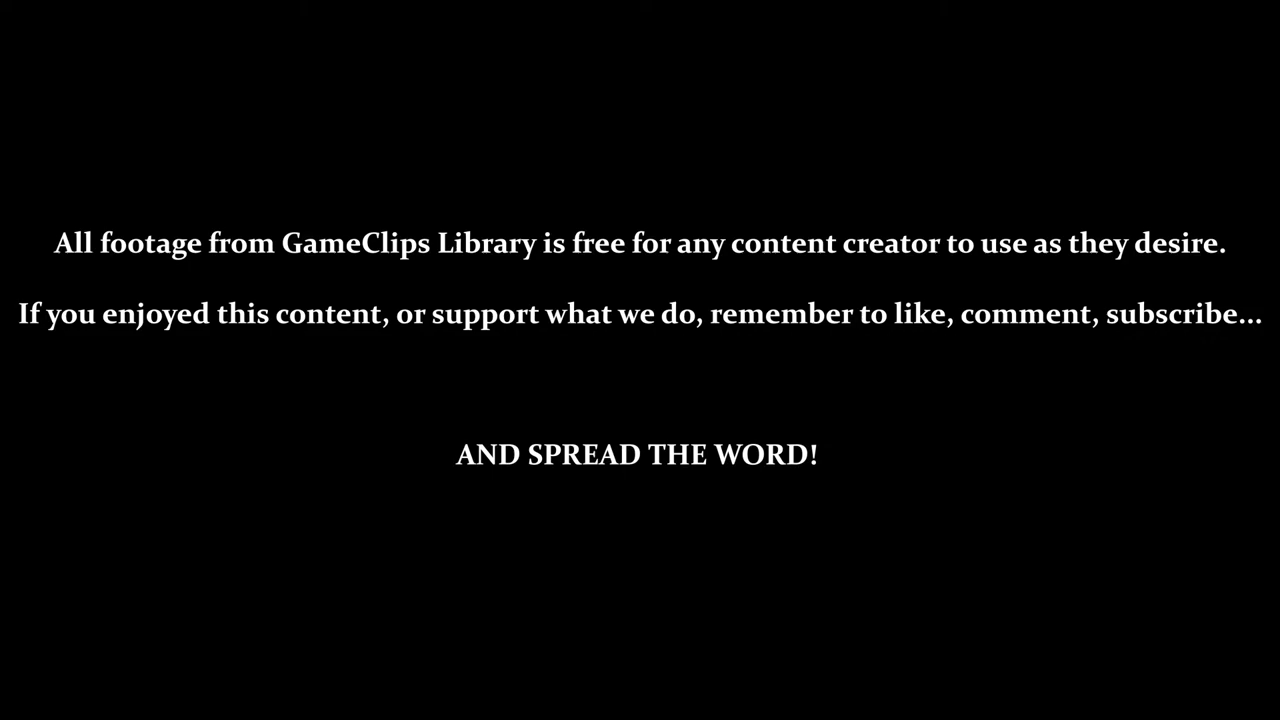 All footage from GameClips Library is free for any content creator to use as they desire.
If you enjoyed this content, or support what we do, remember to like, comment, subscribe...
AND SPREAD THE WORD!